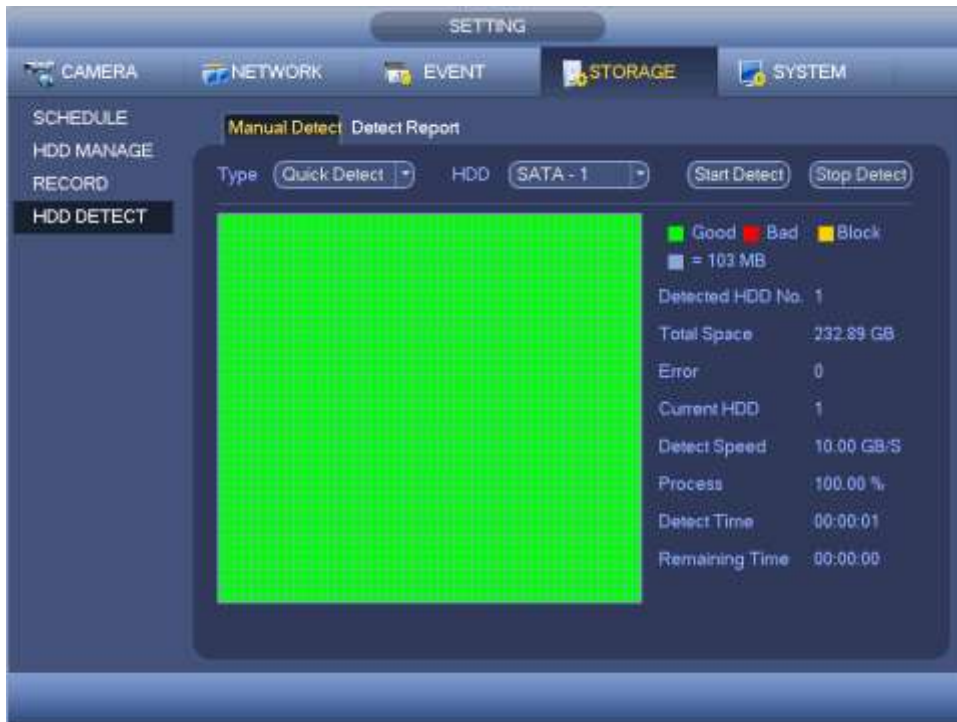 SETTING
CAMERA NETWORK EVENT STORAGE SYSTEM
SCHEDULE
HDD MANAGE
RECORD
HDD DETECT
Manual Detect Detect Report
Type Quick Detect HDD SATA - 1 Start Detect Stop Detect
Good Bad Block
= 103 MB
Detected HDD No. 1
Total Space 232.89 GB
Error 0
Current HDD 1
Detect Speed 10.00 GB/S
Process 100.00 %
Detect Time 00:00:01
Remaining Time 00:00:00